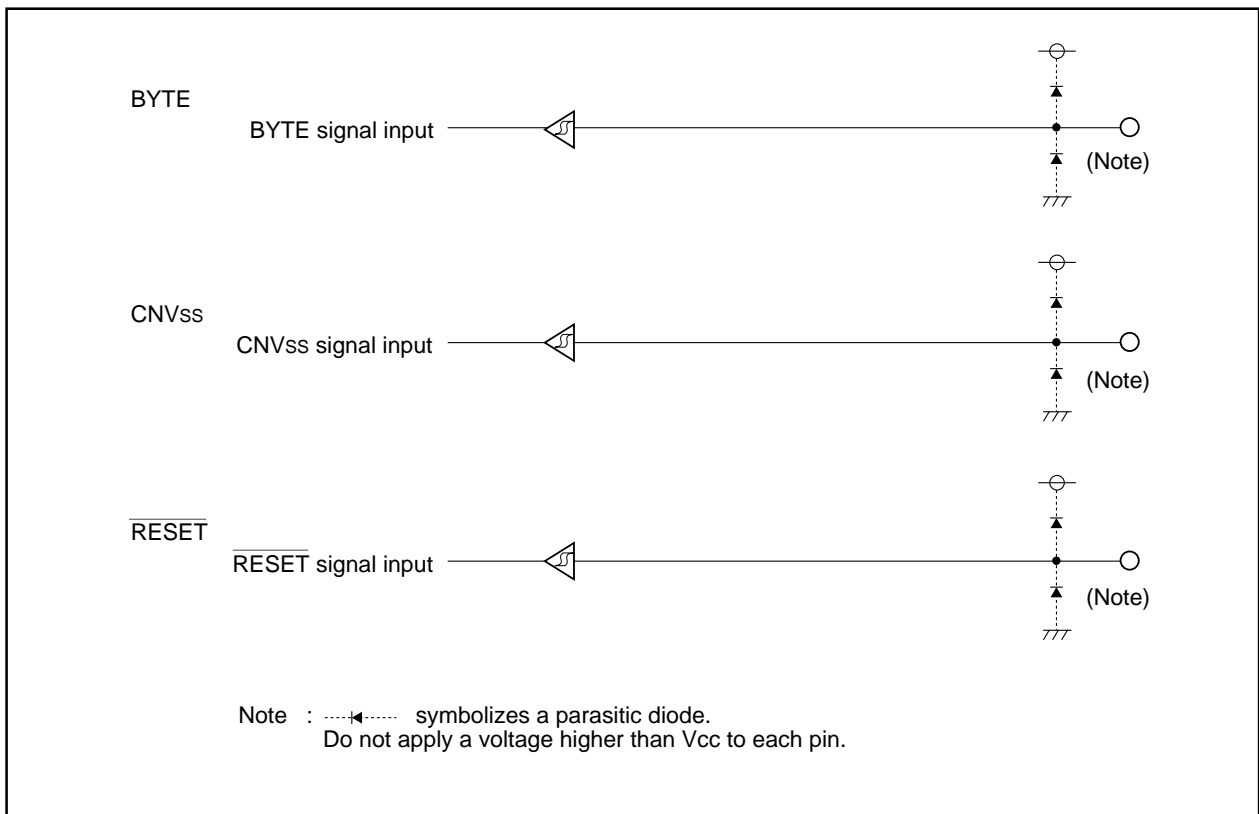 BYTE
BYTE signal input
(Note)
CNVss
CNVss signal input
(Note)
RESET
RESET signal input
(Note)
Note : symbolizes a parasitic diode.
Do not apply a voltage higher than Vcc to each pin.